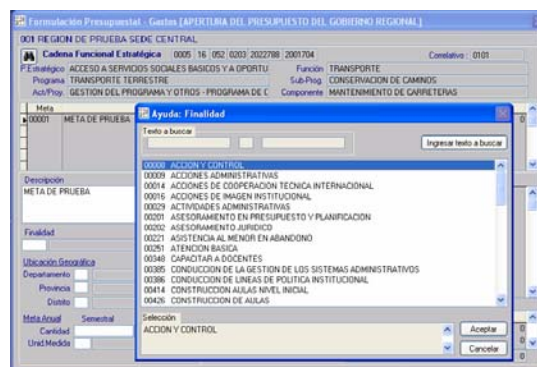 Formulación Presupuestal - Gastos [APERTURA DEL PRESUPUESTO DEL GOBIERNO REGIONAL]
001 REGION DE PRUEBA SEDE CENTRAL
Cadena Funcional Estratégica 0005 16 052 0203 2022788 2001704 Correlativo : 0101
P.Estratégico ACCESO A SERVICIOS SOCIALES BASICOS Y A OPORTU Función TRANSPORTE
Programa TRANSPORTE TERRESTRE Sub-Prog CONSERVACION DE CAMINOS
Act/Proy. GESTION DEL PROGRAMA Y OTROS -PROGRAMA DE C Componente MANTENIMIENTO DE CARRETERAS
Meta
00001 META DE PRUEBA 0
Ayuda: Finalidad
Texto a buscar
Ingresar texto a buscar
00008 ACCION Y CONTROL
00009 ACCIONES ADMINISTRATIVAS
00014 ACCIONES DE COOPERACION TECNICA INTERNACIONAL
00016 ACCIONES DE IMAGEN INSTITUCIONAL
00029 ACTIVIDADES ADMINISTRATIVAS
00201 ASESORAMIENTO EN PRESUPUESTO Y PLANIFICACION
00202 ASESORAMIENTO JURIDICO
00221 ASISTENCIA AL MENOR EN ABANDONO
00251 ATENCION BASICA
00348 CAPACITAR A DOCENTES
00385 CONDUCCION DE LA GESTION DE LOS SISTEMAS ADMINISTRATIVOS
00386 CONDUCCION DE LINEAS DE POLITICA INSTITUCIONAL
00414 CONSTRUCCION AULAS NIVEL INICIAL
00426 CONSTRUCCION DE AULAS
Selección
ACCION Y CONTROL
Aceptar
Cancelar
Descripción
META DE PRUEBA
Finalidad
Ubicación Geográfica
Departamento
Provincia
Distito
Meta Anual Semestral
Cantidad 0
Unid.Medida 0
0